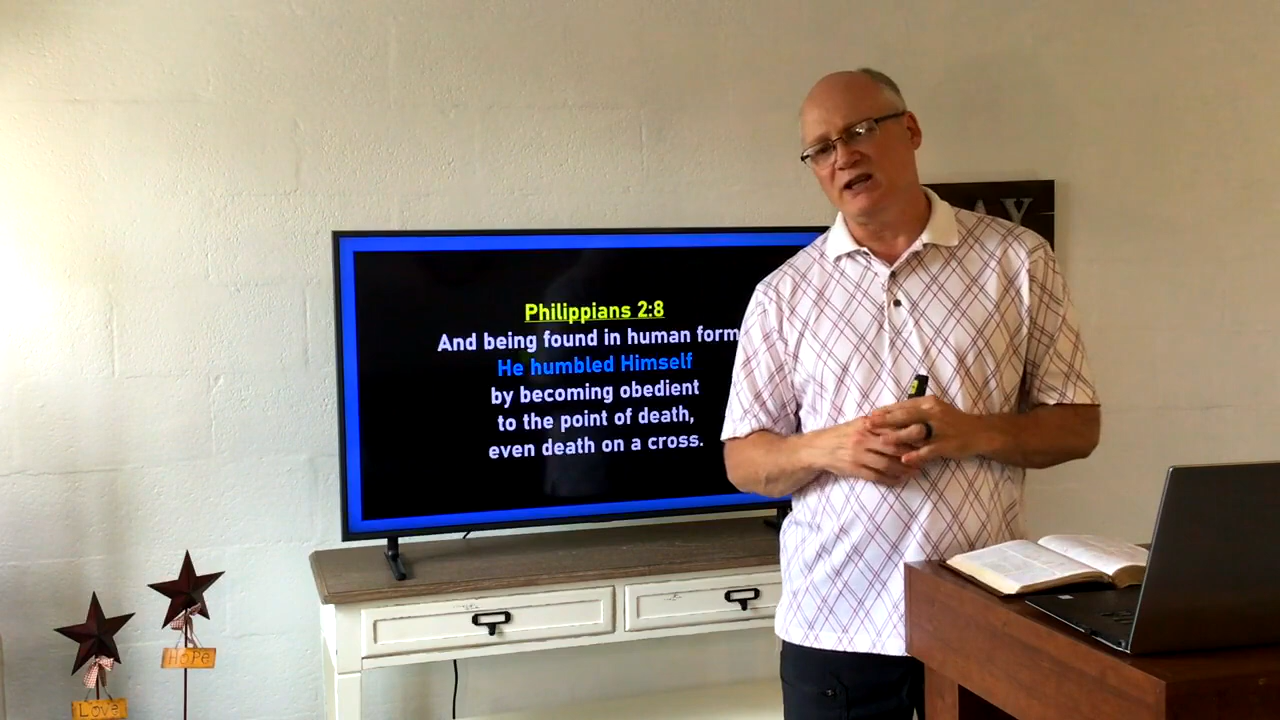 Philippians 2:8
And being found in human form
He humbled Himself
by becoming obedient
to the point of death,
even death on a cross.
HOPE
Love